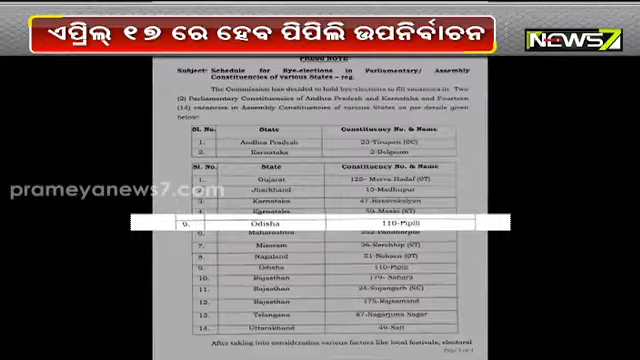 ଏପ୍ରିଲ୍ ୧୭ ରେ ହେବ ପିପିଲି ଉପନିର୍ବାଚନ
NEWS7
PRESS NOTE
Subject: Schedule for Bye-elections in Parliamentary/ Assembly
Constituencies of various States – reg.
The Commission has decided to hold bye-elections to fill vacancies in Two
(2) Parliamentary Constituencies of Andhra Pradesh and Karnataka and Fourteen
(14) vacancies in Assembly Constituencies of various States as per details given
below:
Sl. No. State Constituency No. & Name
1. Andhra Pradesh 23-Tirupati (SC)
2. Karnataka 2-Belgaum
Sl. No. State Constituency No. & Name
1. Gujarat 125- Morva Hadaf (ST)
2. Jharkhand 15-Madhupur
3. Karnataka 47-Basavakalyan
4. Karnataka 59-Maski (ST)
9. Odisha 110-Pipili
6. Maharashtra 252-Pandharpur
7. Mizoram 26-Serchhip (ST)
8. Nagaland 51-Noksen (ST)
9. Odisha 110-Pipili
10. Rajasthan 179- Sahara
11. Rajasthan 24-Sujangarh (SC)
12. Rajasthan 175-Rajsamand
13. Telangana 87-Nagarjuna Sagar
14. Uttarakhand 49-Salt
After taking into consideration various factors like local festivals, electoral
Page 1 of 4
prameyanews7.com